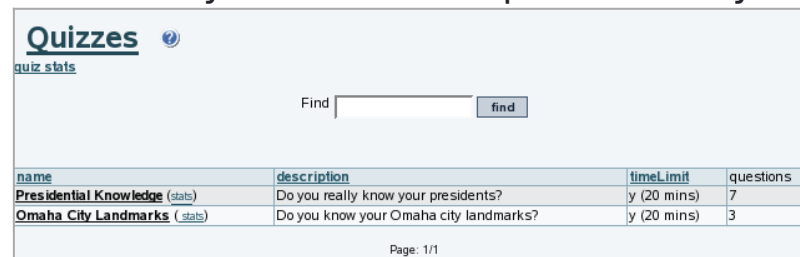 Quizzes ?
quiz stats
Find find
name description timeLimit questions
Presidential Knowledge (stats) Do you really know your presidents? y (20 mins) 7
Omaha City Landmarks ( stats) Do you know your Omaha city landmarks? y (20 mins) 3
Page: 1/1